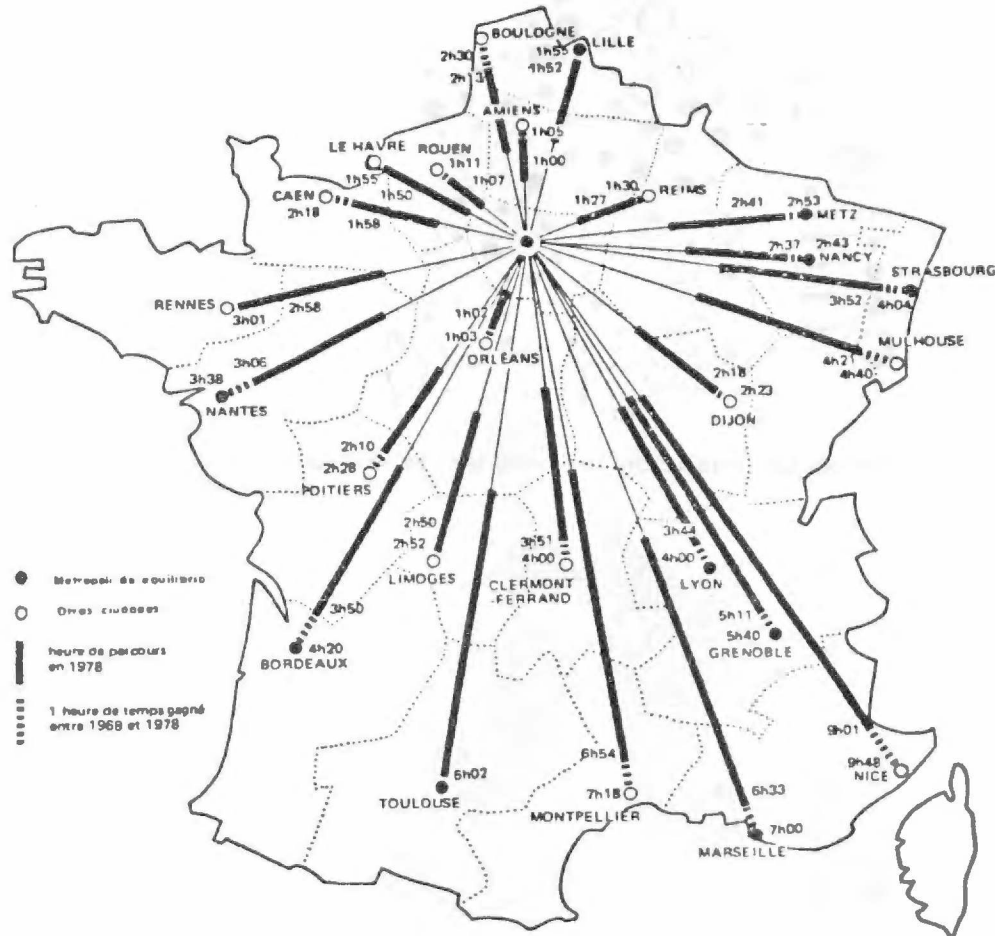 BOULOGNE
2h30
2h13
LILLE
1h55
1h52
AMIENS
1h05
1h00
LE HAVRE
1h55
1h50
ROUEN
1h11
1h07
CAEN
2h18
1h58
1h30
REIMS
1h27
2h41
2h53
METZ
2h37
2h43
NANCY
STRASBOURG
3h52
4h04
MULHOUSE
4h21
4h40
RENNES
3h01
2h58
1h02
1h03
ORLÉANS
3h06
3h38
NANTES
2h18
2h23
DIJON
2h10
2h28
POITIERS
2h50
2h52
LIMOGES
3h51
4h00
CLERMONT
FERRAND
3h44
4h00
LYON
5h11
5h40
GRENOBLE
3h50
4h20
BORDEAUX
9h01
9h48
NICE
6h02
TOULOUSE
6h54
7h18
MONTPELLIER
6h33
7h00
MARSEILLE
heure de parcours
en 1978
1 heure de temps gagné
entre 1968 et 1978